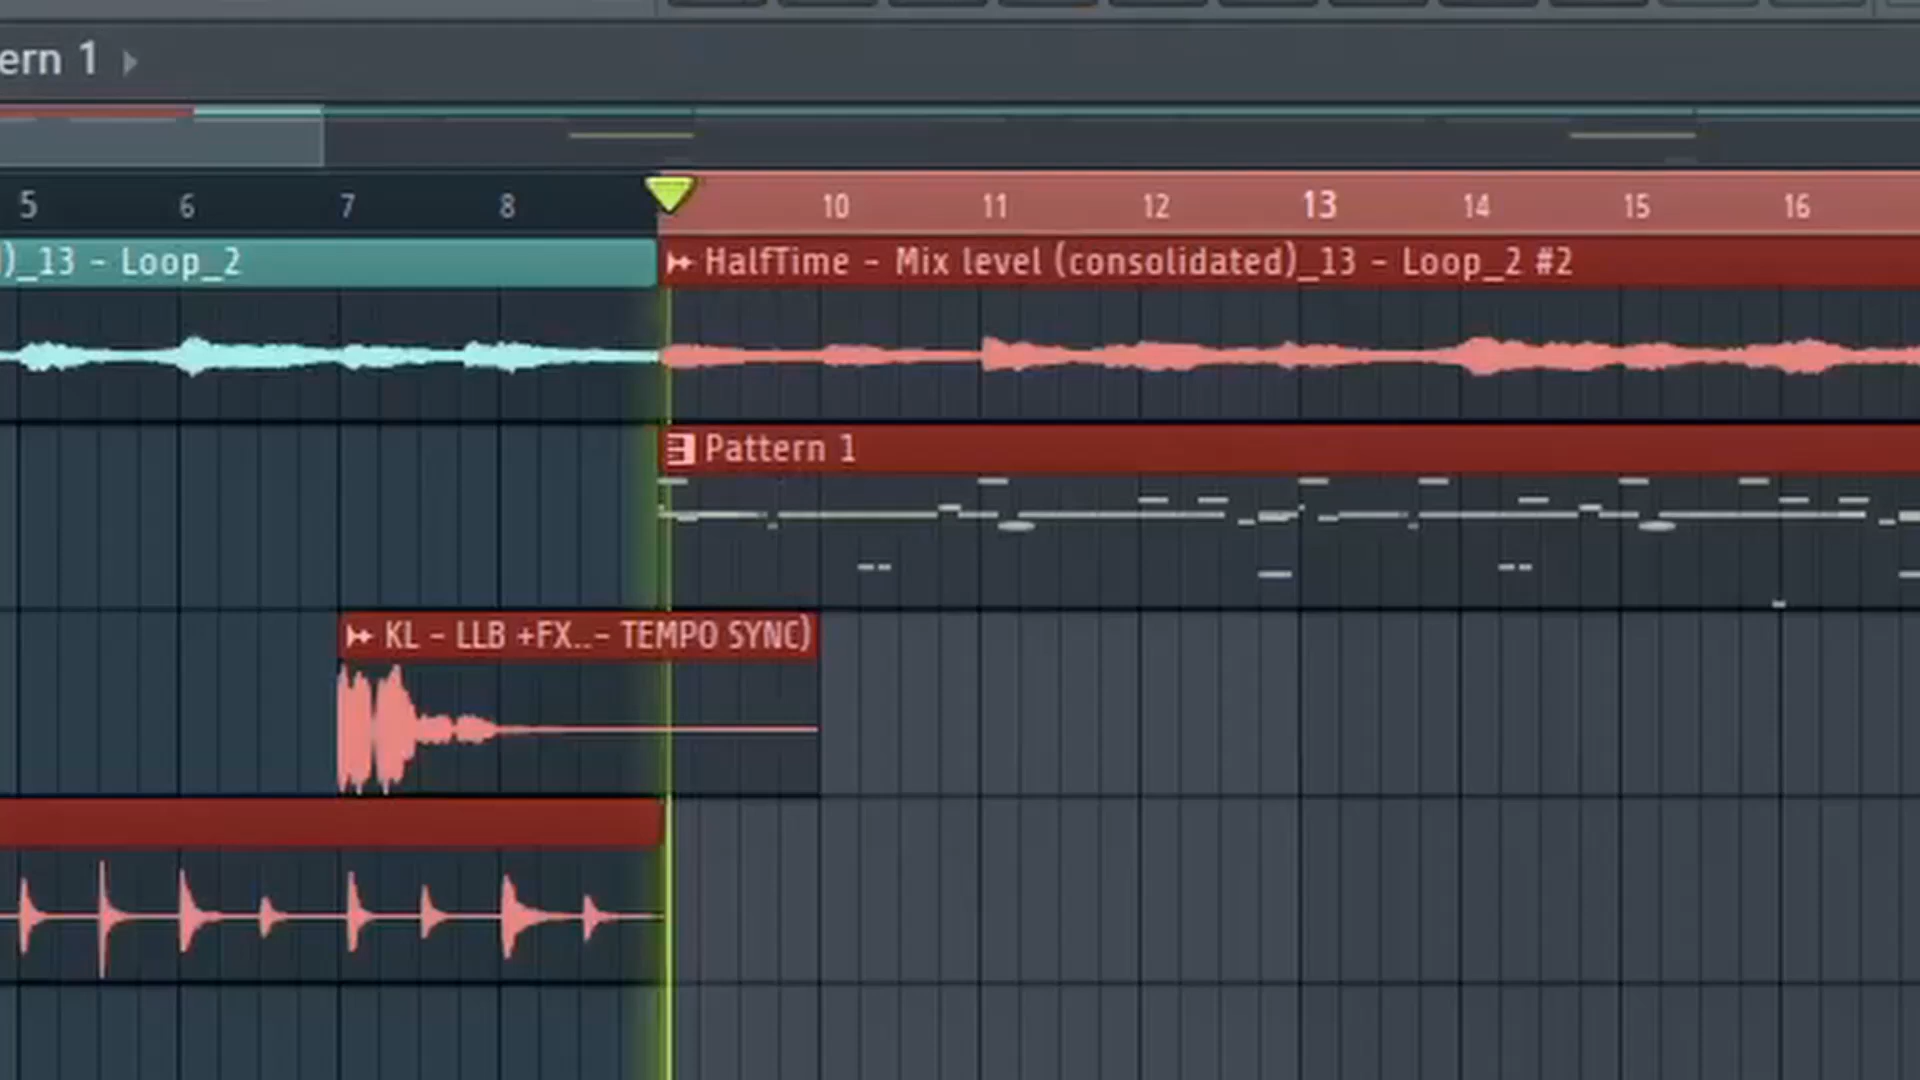 ern 1
5 6 7 8 10 11 12 13 14 15 16
)_13 - Loop_2
HalfTime - Mix level (consolidated)_13 - Loop_2 #2
Pattern 1
KL - LLB +FX..- TEMPO SYNC)